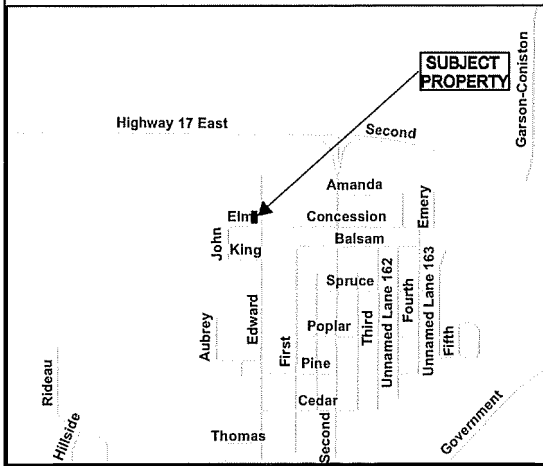 SUBJECT
PROPERTY
Garson-Coniston
Highway 17 East
Second
Amanda
Elm
Concession
Emery
John
King
Balsam
Spruce
Unnamed Lane 162
Fourth
Unnamed Lane 163
Edward
Aubrey
First
Poplar
Third
Fifth
Pine
Rideau
Cedar
Hillside
Thomas
Second
Government